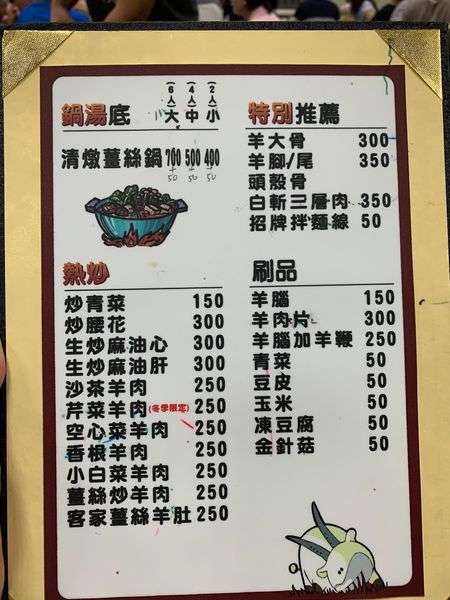 鍋湯底
(6人)大 (4人)中 (2人)小
清燉薑絲鍋 700 500 400
+50 +50 +50
熱炒
炒青菜 150
炒腰花 300
生炒麻油心 300
生炒麻油肝 300
沙茶羊肉 250
芹菜羊肉(冬季限定) 250
空心菜羊肉 250
香根羊肉 250
小白菜羊肉 250
薑絲炒羊肉 250
客家薑絲羊肚 250
特別推薦
羊大骨 300
羊腳/尾 350
頭殼骨
白斬三層肉 350
招牌拌麵線 50
刷品
羊腦 150
羊肉片 300
羊腦加羊鞭 250
青菜 50
豆皮 50
玉米 50
凍豆腐 50
金針菇 50